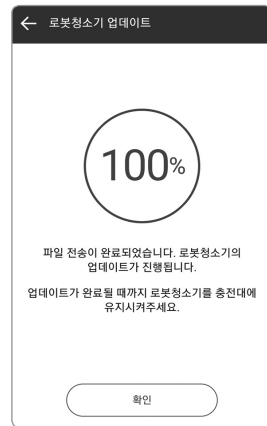 로봇청소기 업데이트
100%
파일 전송이 완료되었습니다. 로봇청소기의
업데이트가 진행됩니다.
업데이트가 완료될 때까지 로봇청소기를 충전대에
유지시켜주세요.
확인